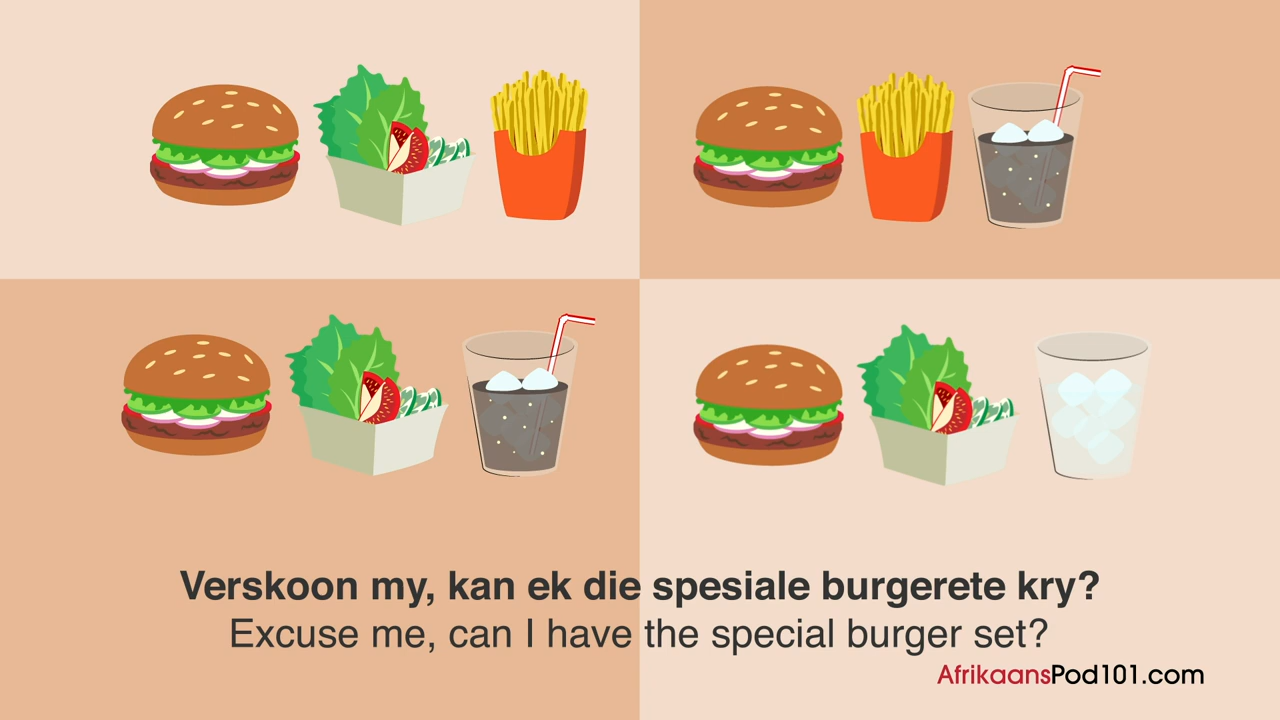 Verskoon my, kan ek die spesiale burgerete kry?
Excuse me, can I have the special burger set?
AfrikaansPod101.com